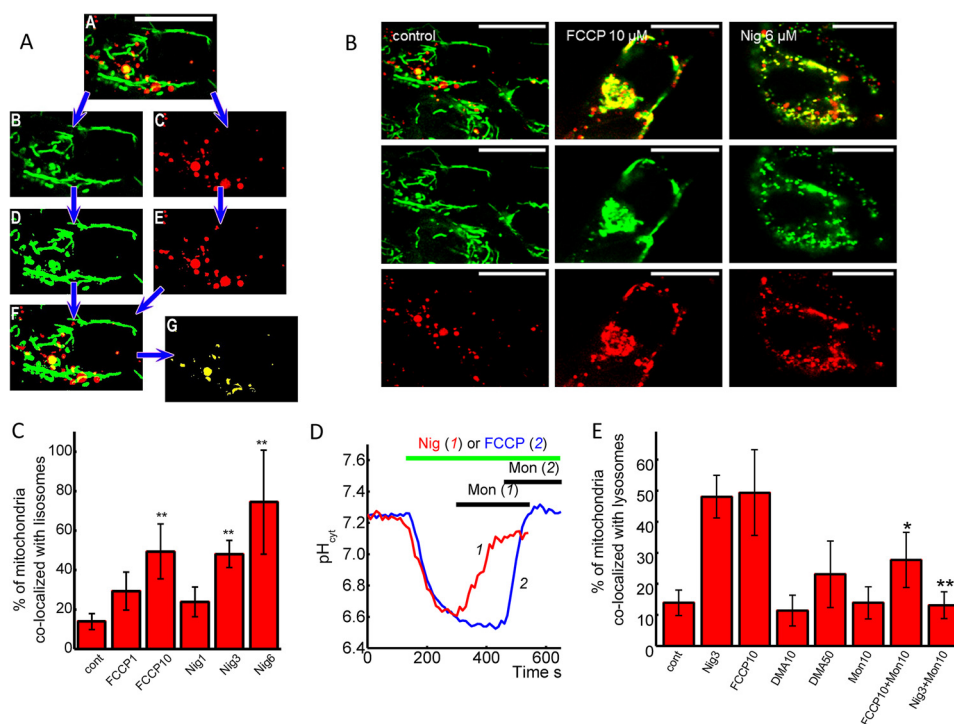 A
A
B
C
D
E
F
G
B
control
FCCP 10 μM
Nig 6 μM
C
% of mitochondria
co-localized with lisosomes
100
80
60
40
20
0
**
**
**
cont
FCCP1
FCCP10
Nig1
Nig3
Nig6
D
Nig (1) or FCCP (2)
Mon (2)
Mon (1)
1
2
pHcyt
7.6
7.4
7.2
7.0
6.8
6.6
6.4
0
200
400
600
Time s
E
% of mitochondria
co-localized with lysosomes
60
50
40
30
20
10
0
*
**
cont
Nig3
FCCP10
DMA10
DMA50
Mon10
FCCP10+Mon10
Nig3+Mon10